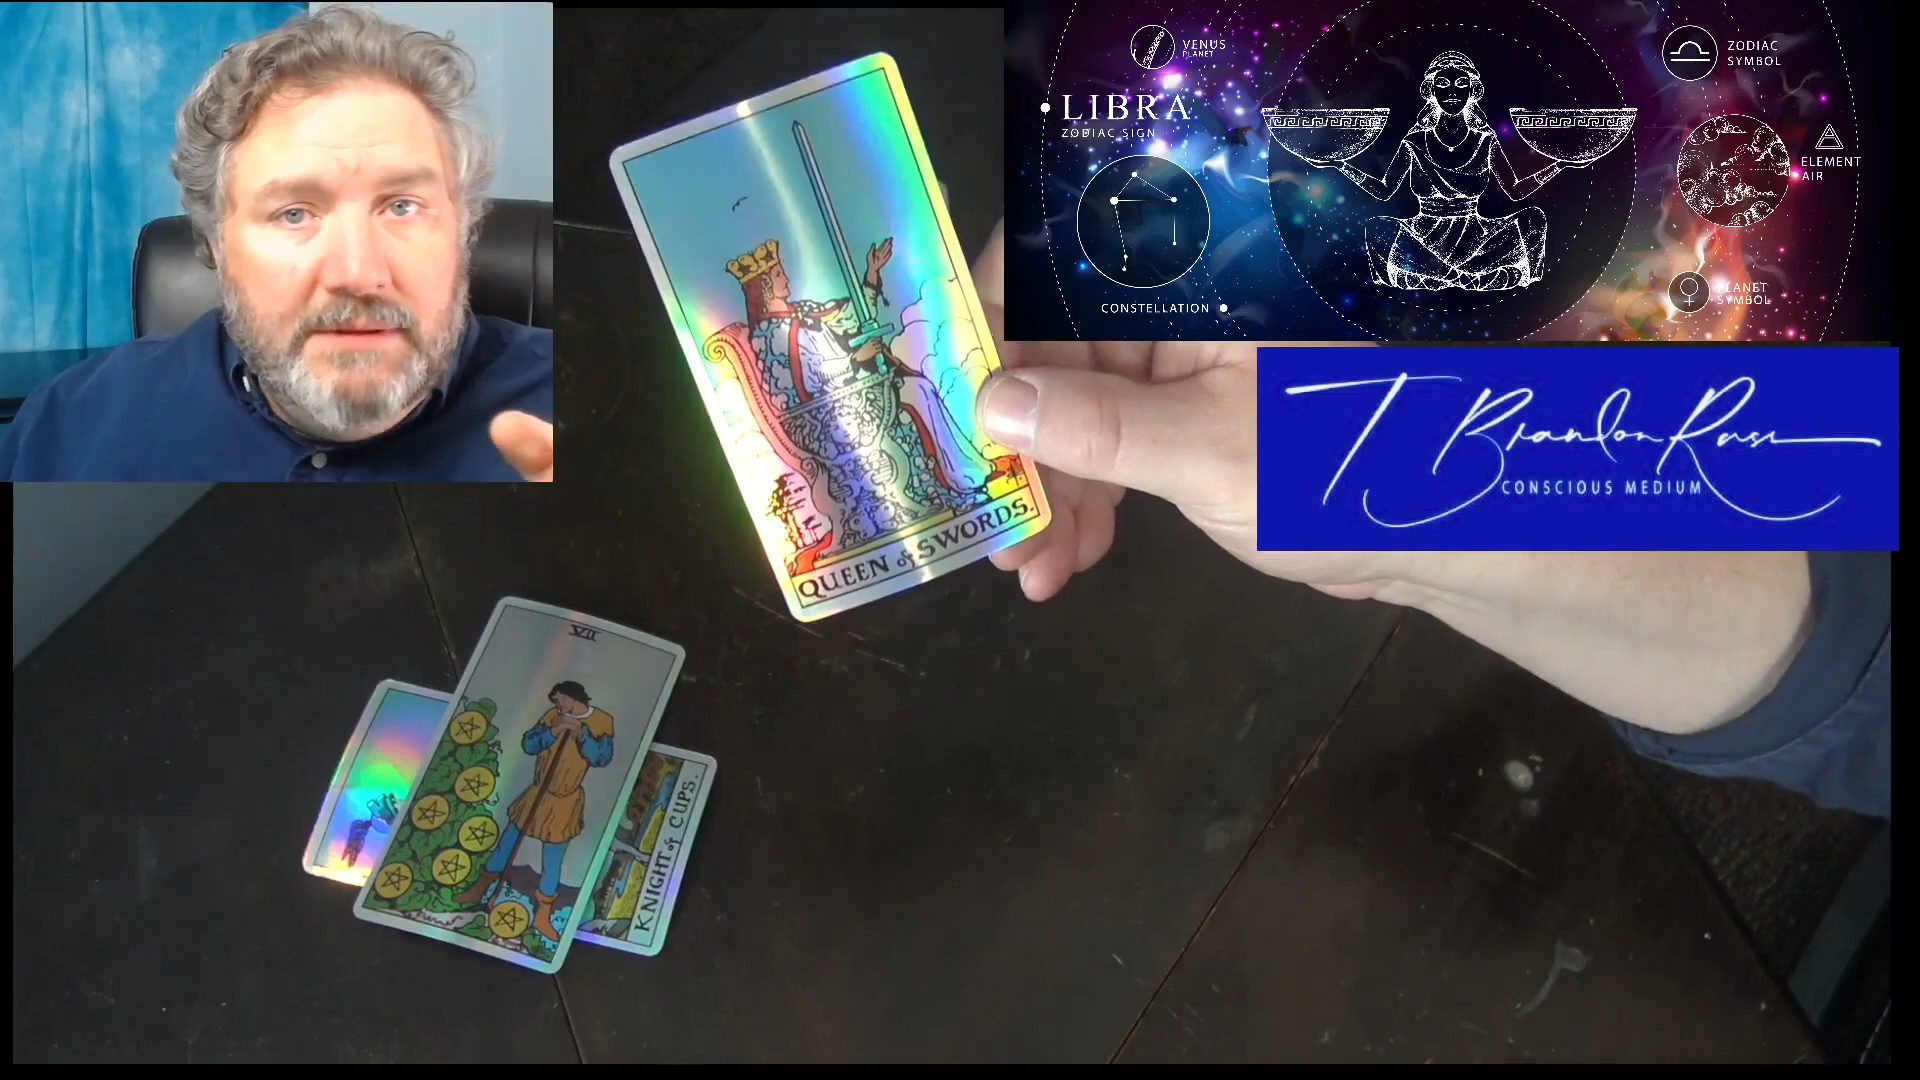 VENUS
PLANET
LIBRA
ZODIAC SIGN
CONSTELLATION
ZODIAC
SYMBOL
ELEMENT
AIR
PLANET
SYMBOL
T Brandon
CONSCIOUS MEDIUM
QUEEN of SWORDS.
VII
KNIGHT of CUPS.